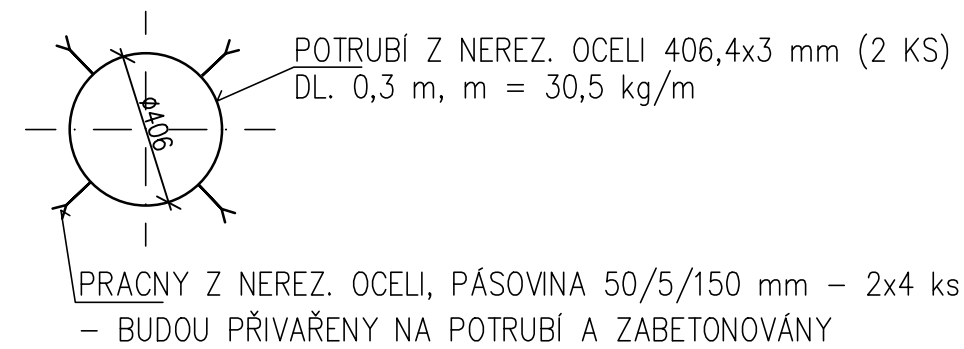 POTRUBÍ Z NEREZ. OCELI 406,4x3 mm (2 KS)
DL. 0,3 m, m = 30,5 kg/m
ϕ406
PRACNY Z NEREZ. OCELI, PÁSOVINA 50/5/150 mm – 2x4 ks
– BUDOU PŘIVAŘENY NA POTRUBÍ A ZABETONOVÁNY